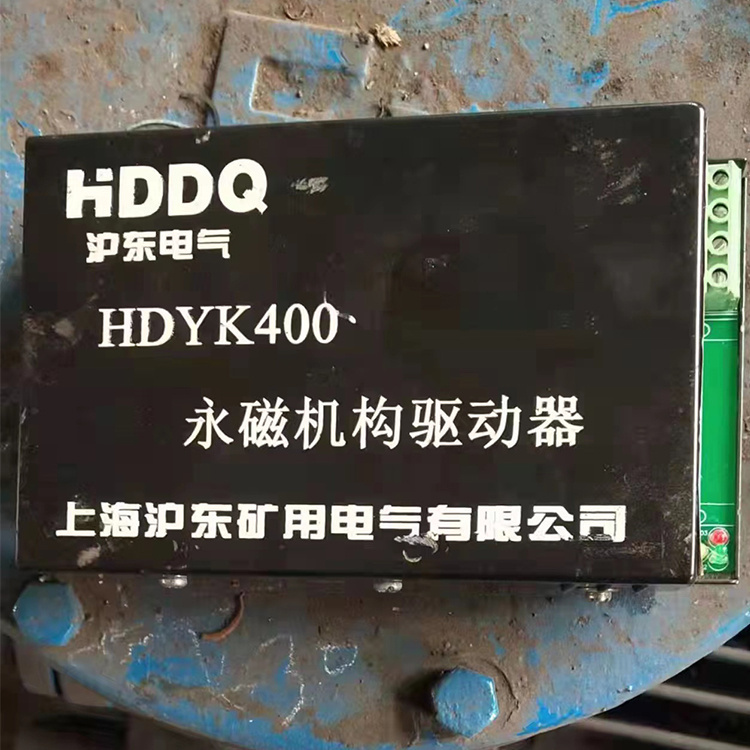 HDDQ
沪东电气
HDYK400
永磁机构驱动器
上海沪东矿用电气有限公司